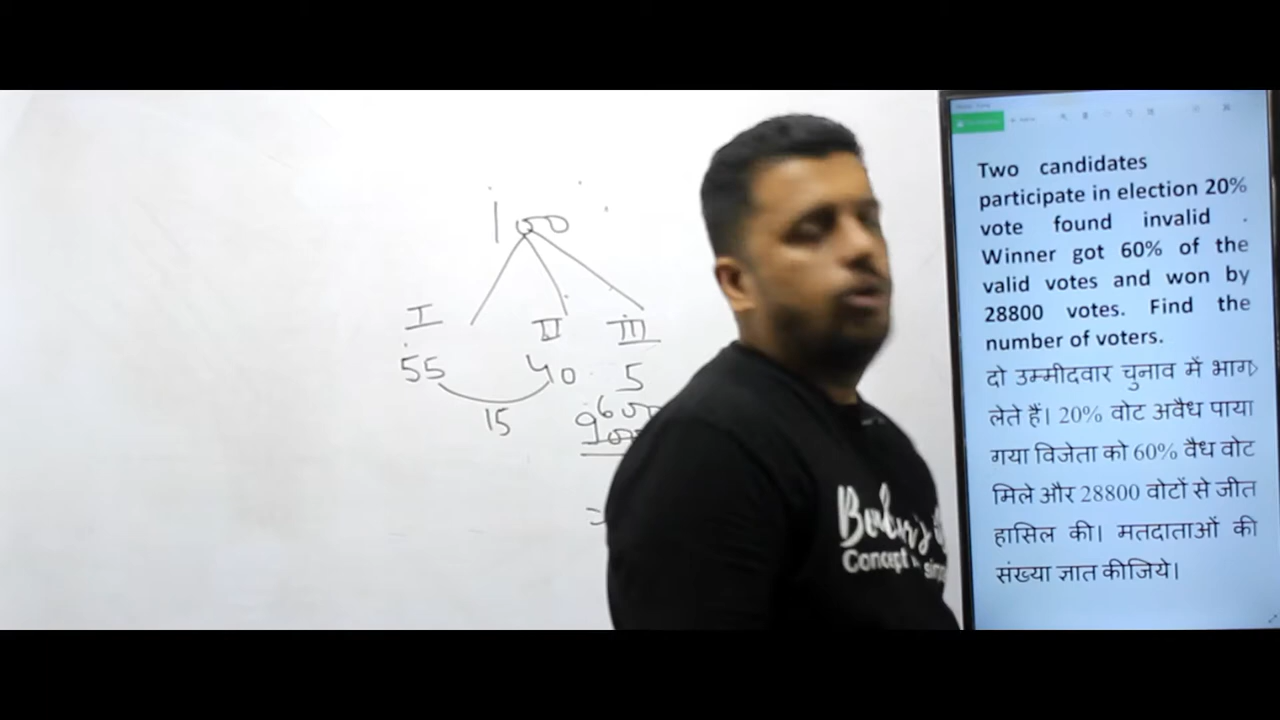 100
I II III
55 40 5
15
Two candidates
participate in election 20%
vote found invalid .
Winner got 60% of the
valid votes and won by
28800 votes. Find the
number of voters.
दो उम्मीदवार चुनाव में भाग
लेते हैं। 20% वोट अवैध पाया
गया विजेता को 60% वैध वोट
मिले और 28800 वोटों से जीत
हासिल की। मतदाताओं की
संख्या ज्ञात कीजिये।
Concept